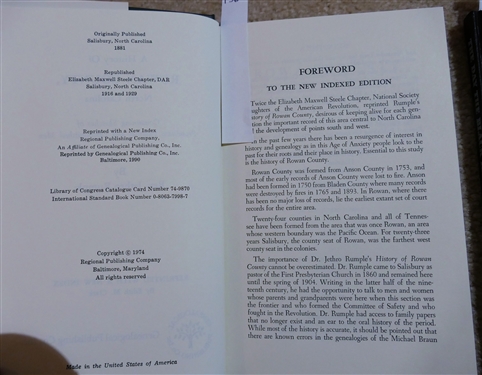 Originally Published
Salisbury, North Carolina
1881
Republished
Elizabeth Maxwell Steele Chapter, DAR
Salisbury, North Carolina
1916 and 1929
Reprinted with a New Index
Regional Publishing Company,
An Affiliate of Genealogical Publishing Co., Inc.
Reprinted by Genealogical Publishing Co., Inc.
Baltimore, 1990
Library of Congress Catalogue Card Number 74-0870
International Standard Book Number 0-8063-7998-7
Copyright © 1974
Regional Publishing Company
Baltimore, Maryland
All rights reserved
Made in the United States of America
FOREWORD
TO THE NEW INDEXED EDITION
Twice the Elizabeth Maxwell Steele Chapter, National Society
aughters of the American Revolution, reprinted Rumple's
istory of Rowan County, desirous of keeping alive for each
tion the important record of this area central to North Carolina
the development of points south and west.
n the past few years there has been a resurgence of interest in
history and genealogy as in this Age of Anxiety people look to the
past for their roots and their place in history. Essential to this study
is the history of Rowan.
Rowan County was formed from Anson County in 1753, and
most of the early records of Anson County were lost to fire. Anson
had been formed in 1750 from Bladen County where many records
were destroyed by fires in 1765 and 1893. In Rowan, where there
has been no major loss of records, lie the earliest extant set of court
records for the entire area.
Twenty-four counties in North Carolina and all of Tennes-
see have been formed from the area that was once Rowan, an area
whose western boundary was the Pacific Ocean. For twenty-three
years Salisbury, the county seat of Rowan, was the farthest west
county seat in the colonies.
The importance of Dr. Jethro Rumple's History of Rowan
County cannot be overestimated. Dr. Rumple came to Salisbury as
pastor of the First Presbyterian Church in 1860 and remained here
until the spring of 1904. Writing in the latter half of the nine-
teenth century, he had the opportunity to talk to men and women
whose parents and grandparents were here when this section was
the frontier and who formed the Committee of Safety and who
fought in the Revolution. Dr. Rumple had access to family papers
that no longer exist and an ear to the oral history of the period.
While most of the history is accurate, it should be pointed out that
there are known errors in the genealogies of the Michael Braun